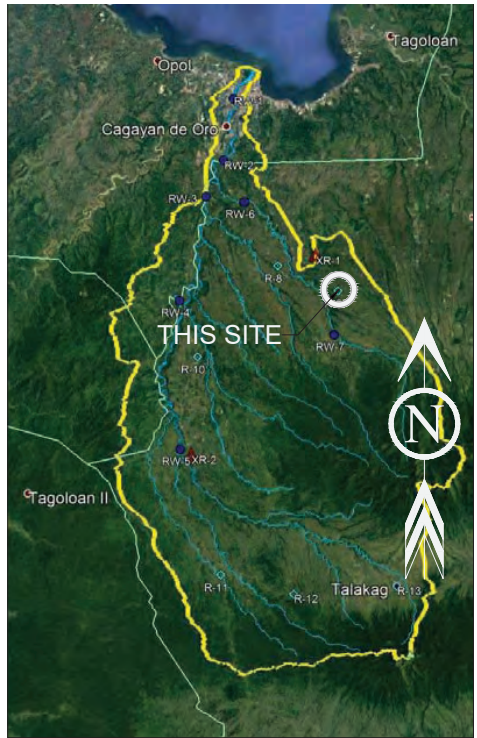 Tagoloan
Opol
Cagayan de Oro
RW-2
RW-3
RW-6
XR-1
R-8
RW-4
THIS SITE
RW-7
R-10
N
RW-5
XR-2
Tagoloan II
R-11
Talakag
R-13
R-12